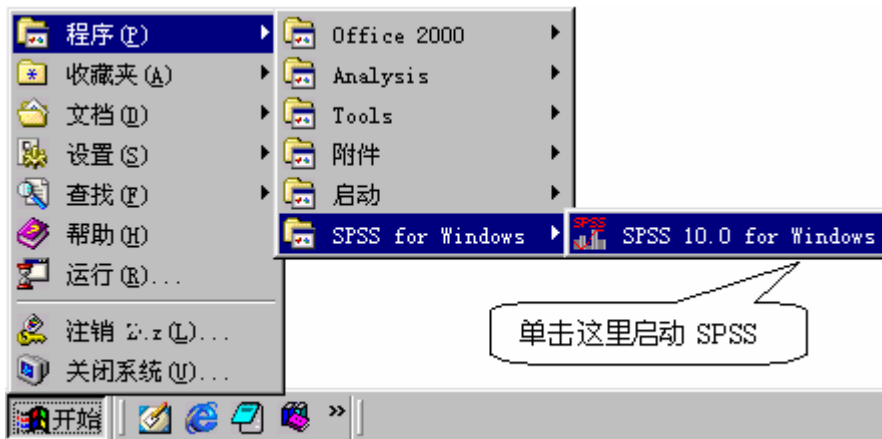 程序(P)
收藏夹(A)
文档(D)
设置(S)
查找(F)
帮助(H)
运行(R)...
注销 (L)...
关闭系统(U)...
Office 2000
Analysis
Tools
附件
启动
SPSS for Windows
SPSS
SPSS 10.0 for Windows
单击这里启动 SPSS
开始
»